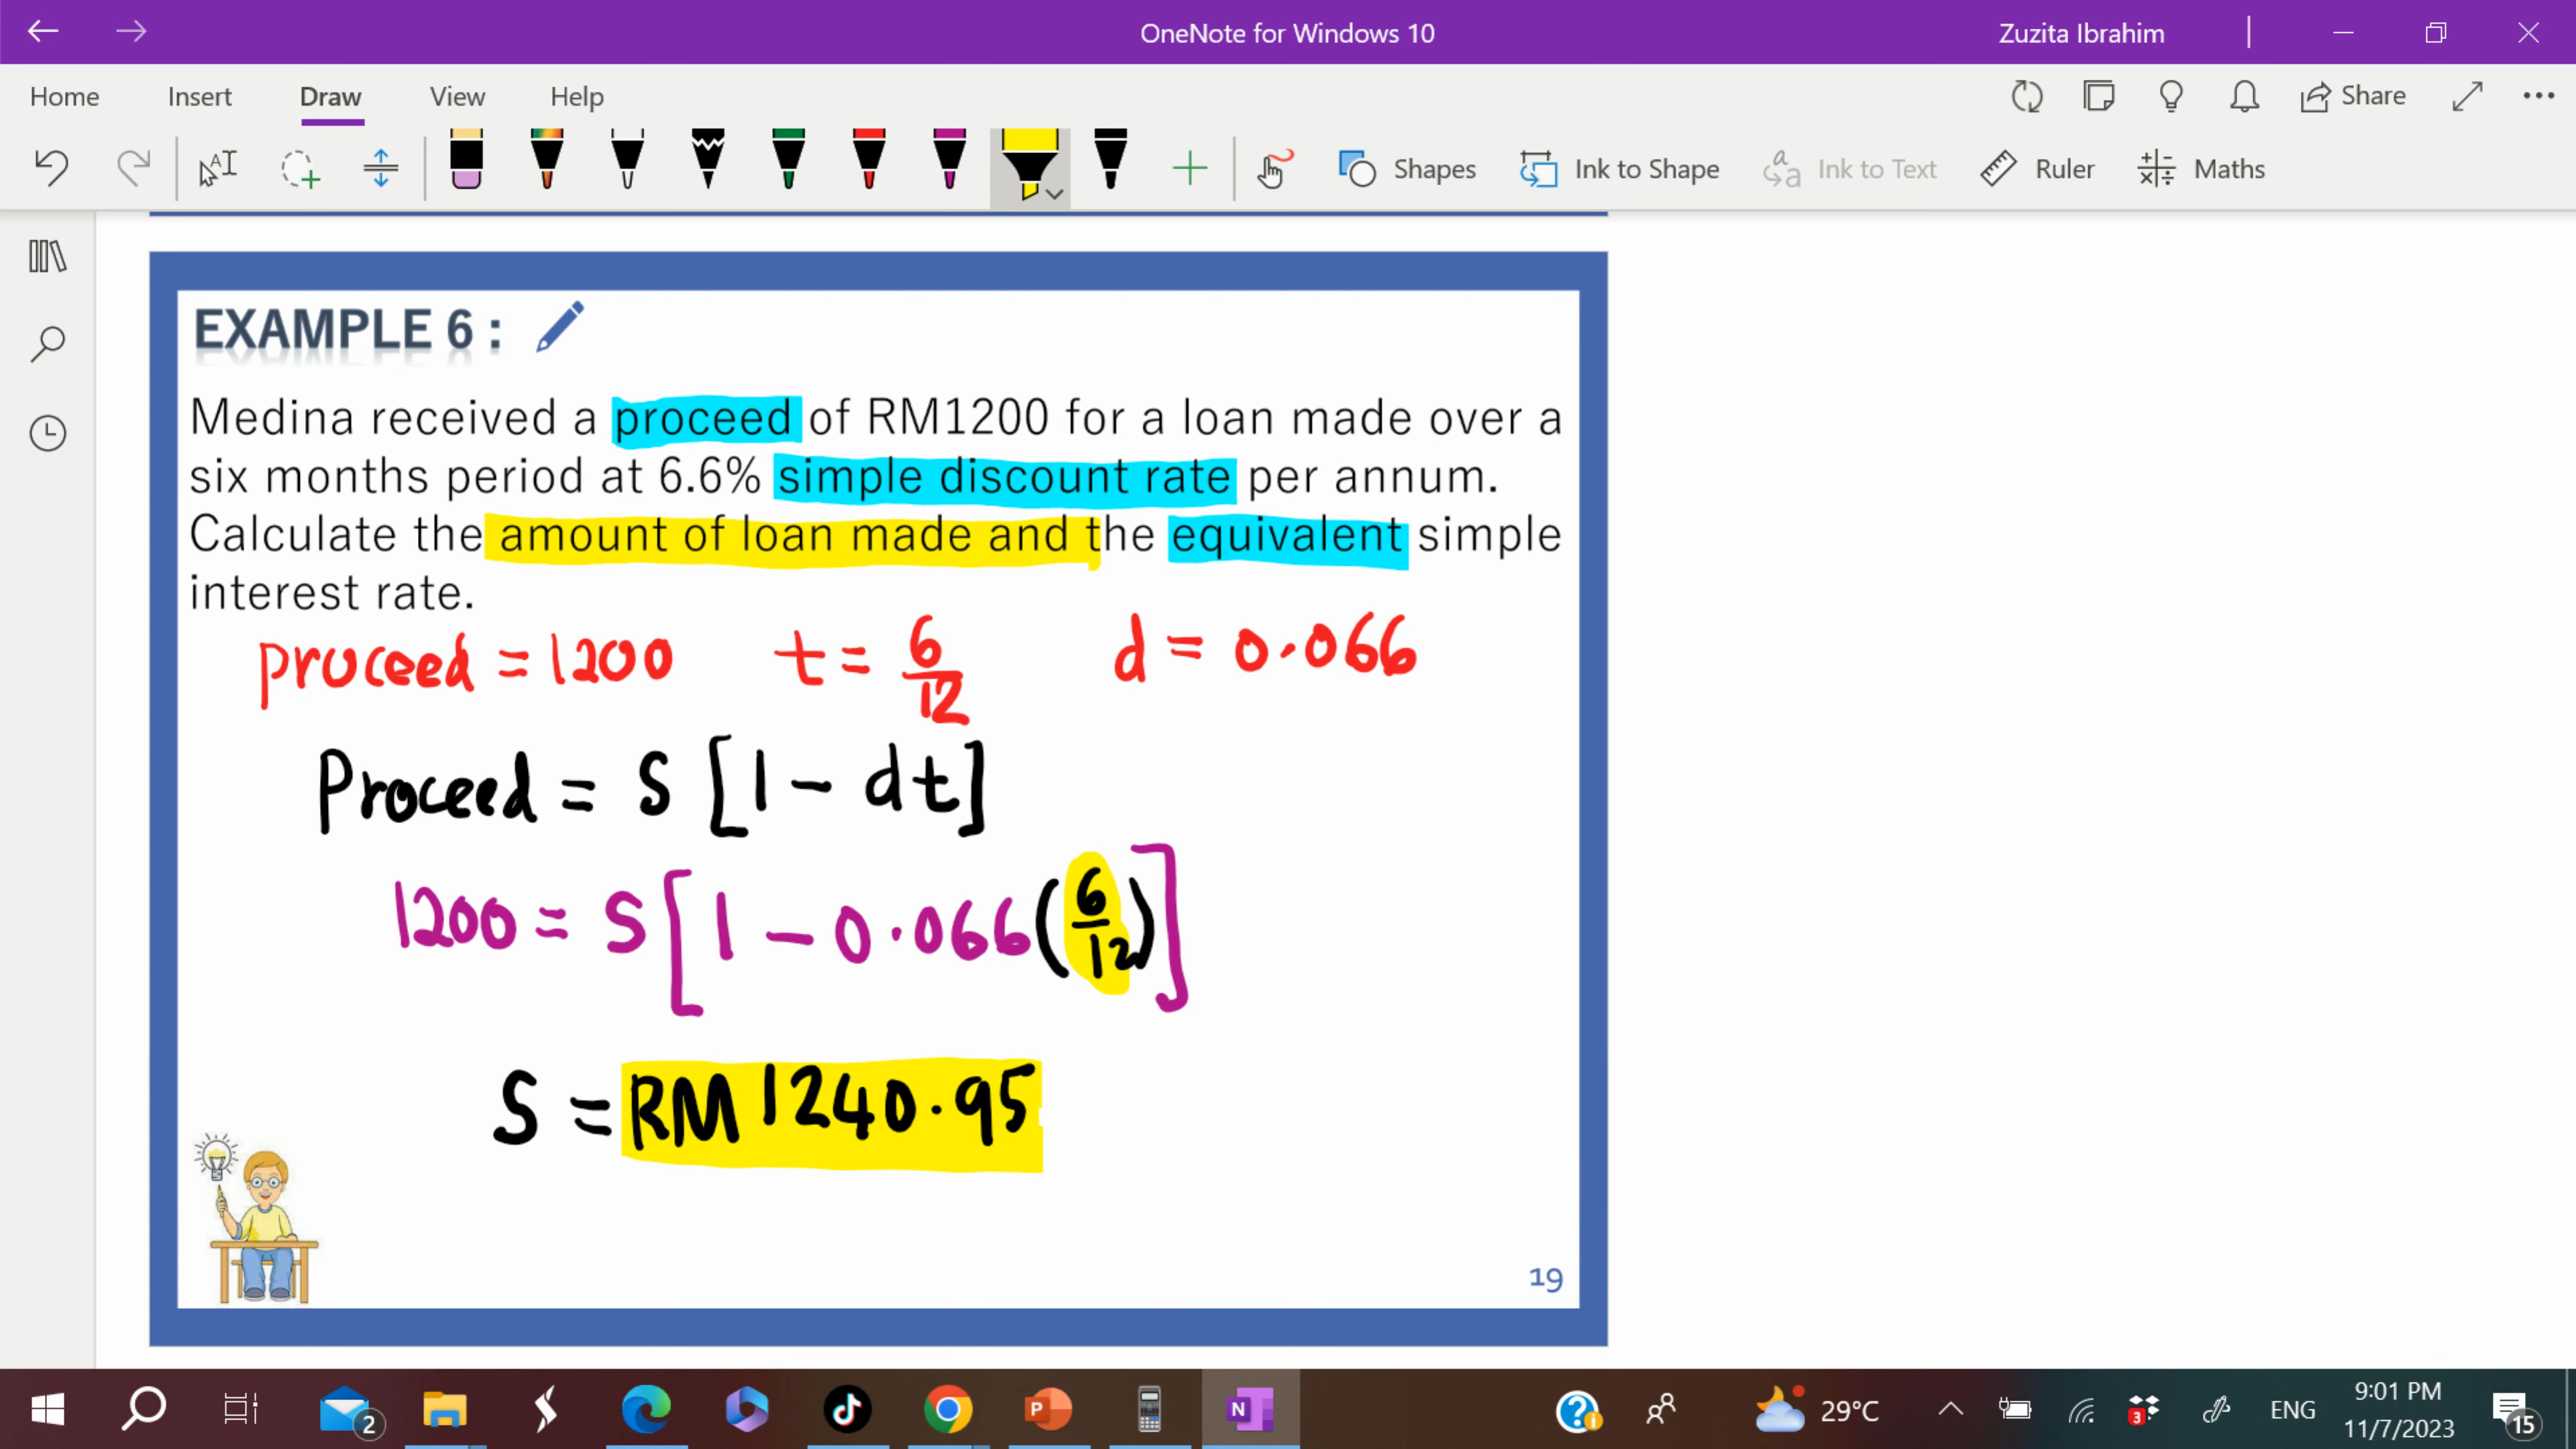 OneNote for Windows 10
Zuzita Ibrahim
Home Insert Draw View Help
Share
Shapes Ink to Shape Ink to Text Ruler Maths
EXAMPLE 6 :
Medina received a proceed of RM1200 for a loan made over a
six months period at 6.6% simple discount rate per annum.
Calculate the amount of loan made and the equivalent simple
interest rate.
proceed = 1200 t = 6/12 d = 0.066
Proceed = S [1 - dt]
1200 = S [1 - 0.066 (6/12)]
S = RM 1240.95
19
2
29°C
3
ENG
9:01 PM
11/7/2023
15